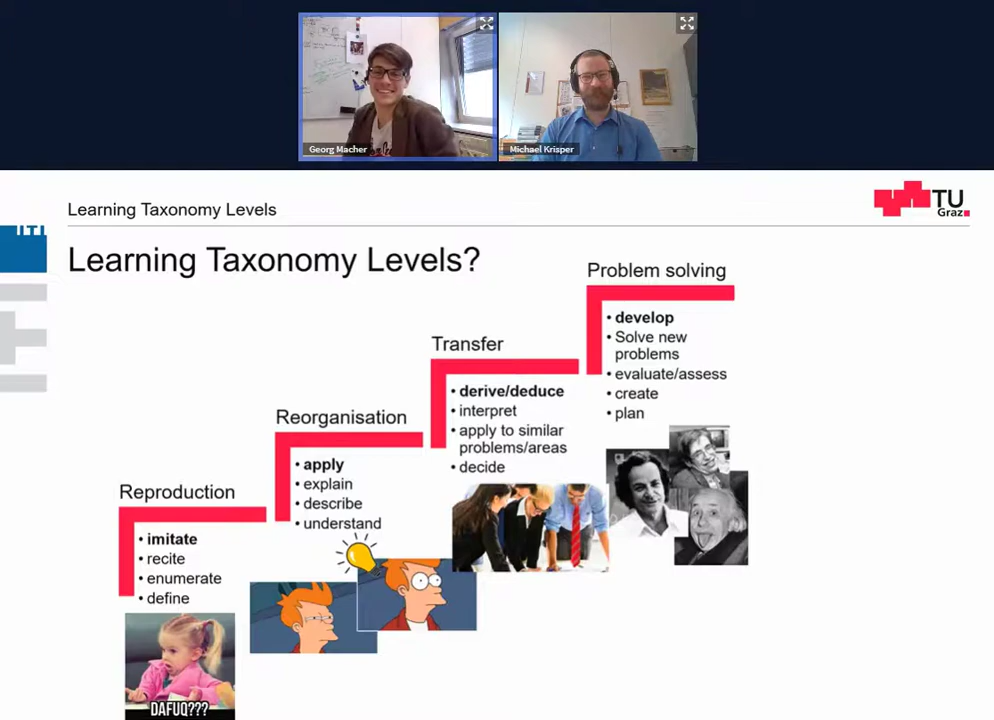 Georg Macher
Michael Krisper
Learning Taxonomy Levels
TU
Graz
Learning Taxonomy Levels?
Problem solving
• develop
• Solve new
problems
• evaluate/assess
• create
• plan
Transfer
• derive/deduce
• interpret
• apply to similar
problems/areas
• decide
Reorganisation
• apply
• explain
• describe
• understand
Reproduction
• imitate
• recite
• enumerate
• define
DAFUQ???